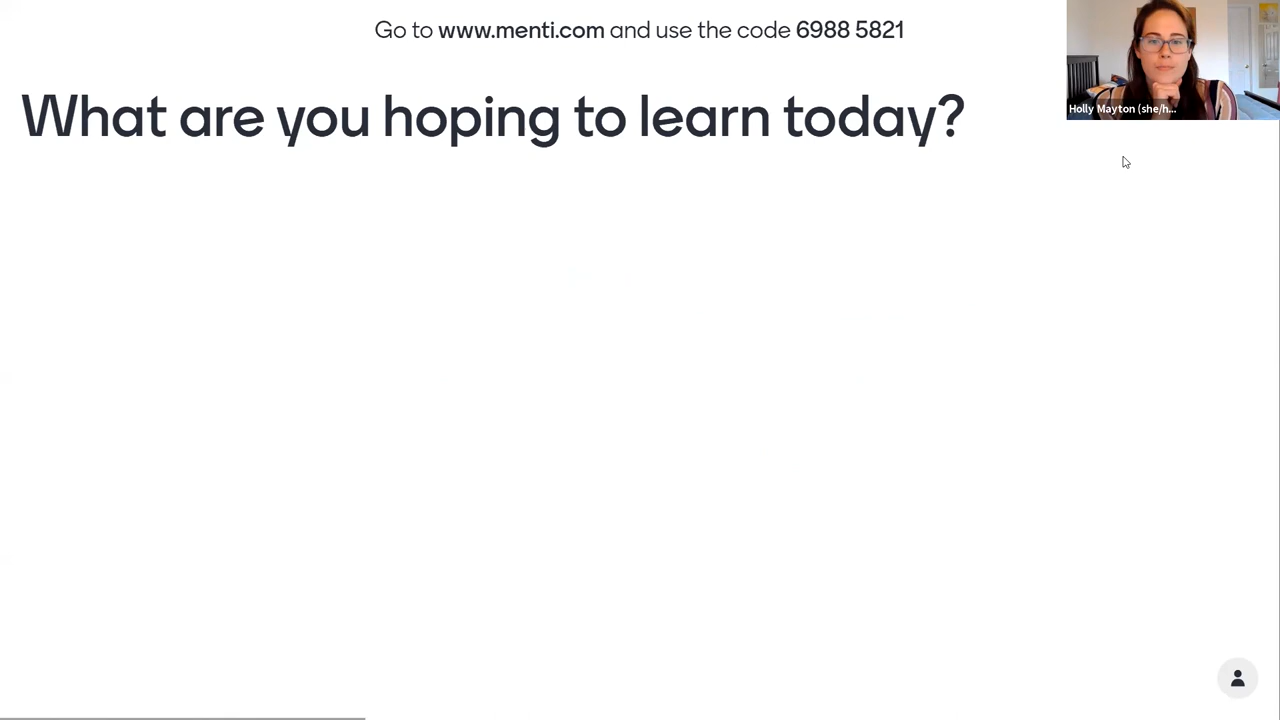 Go to www.menti.com and use the code 6988 5821
What are you hoping to learn today?
Holly Mayton (she/h...